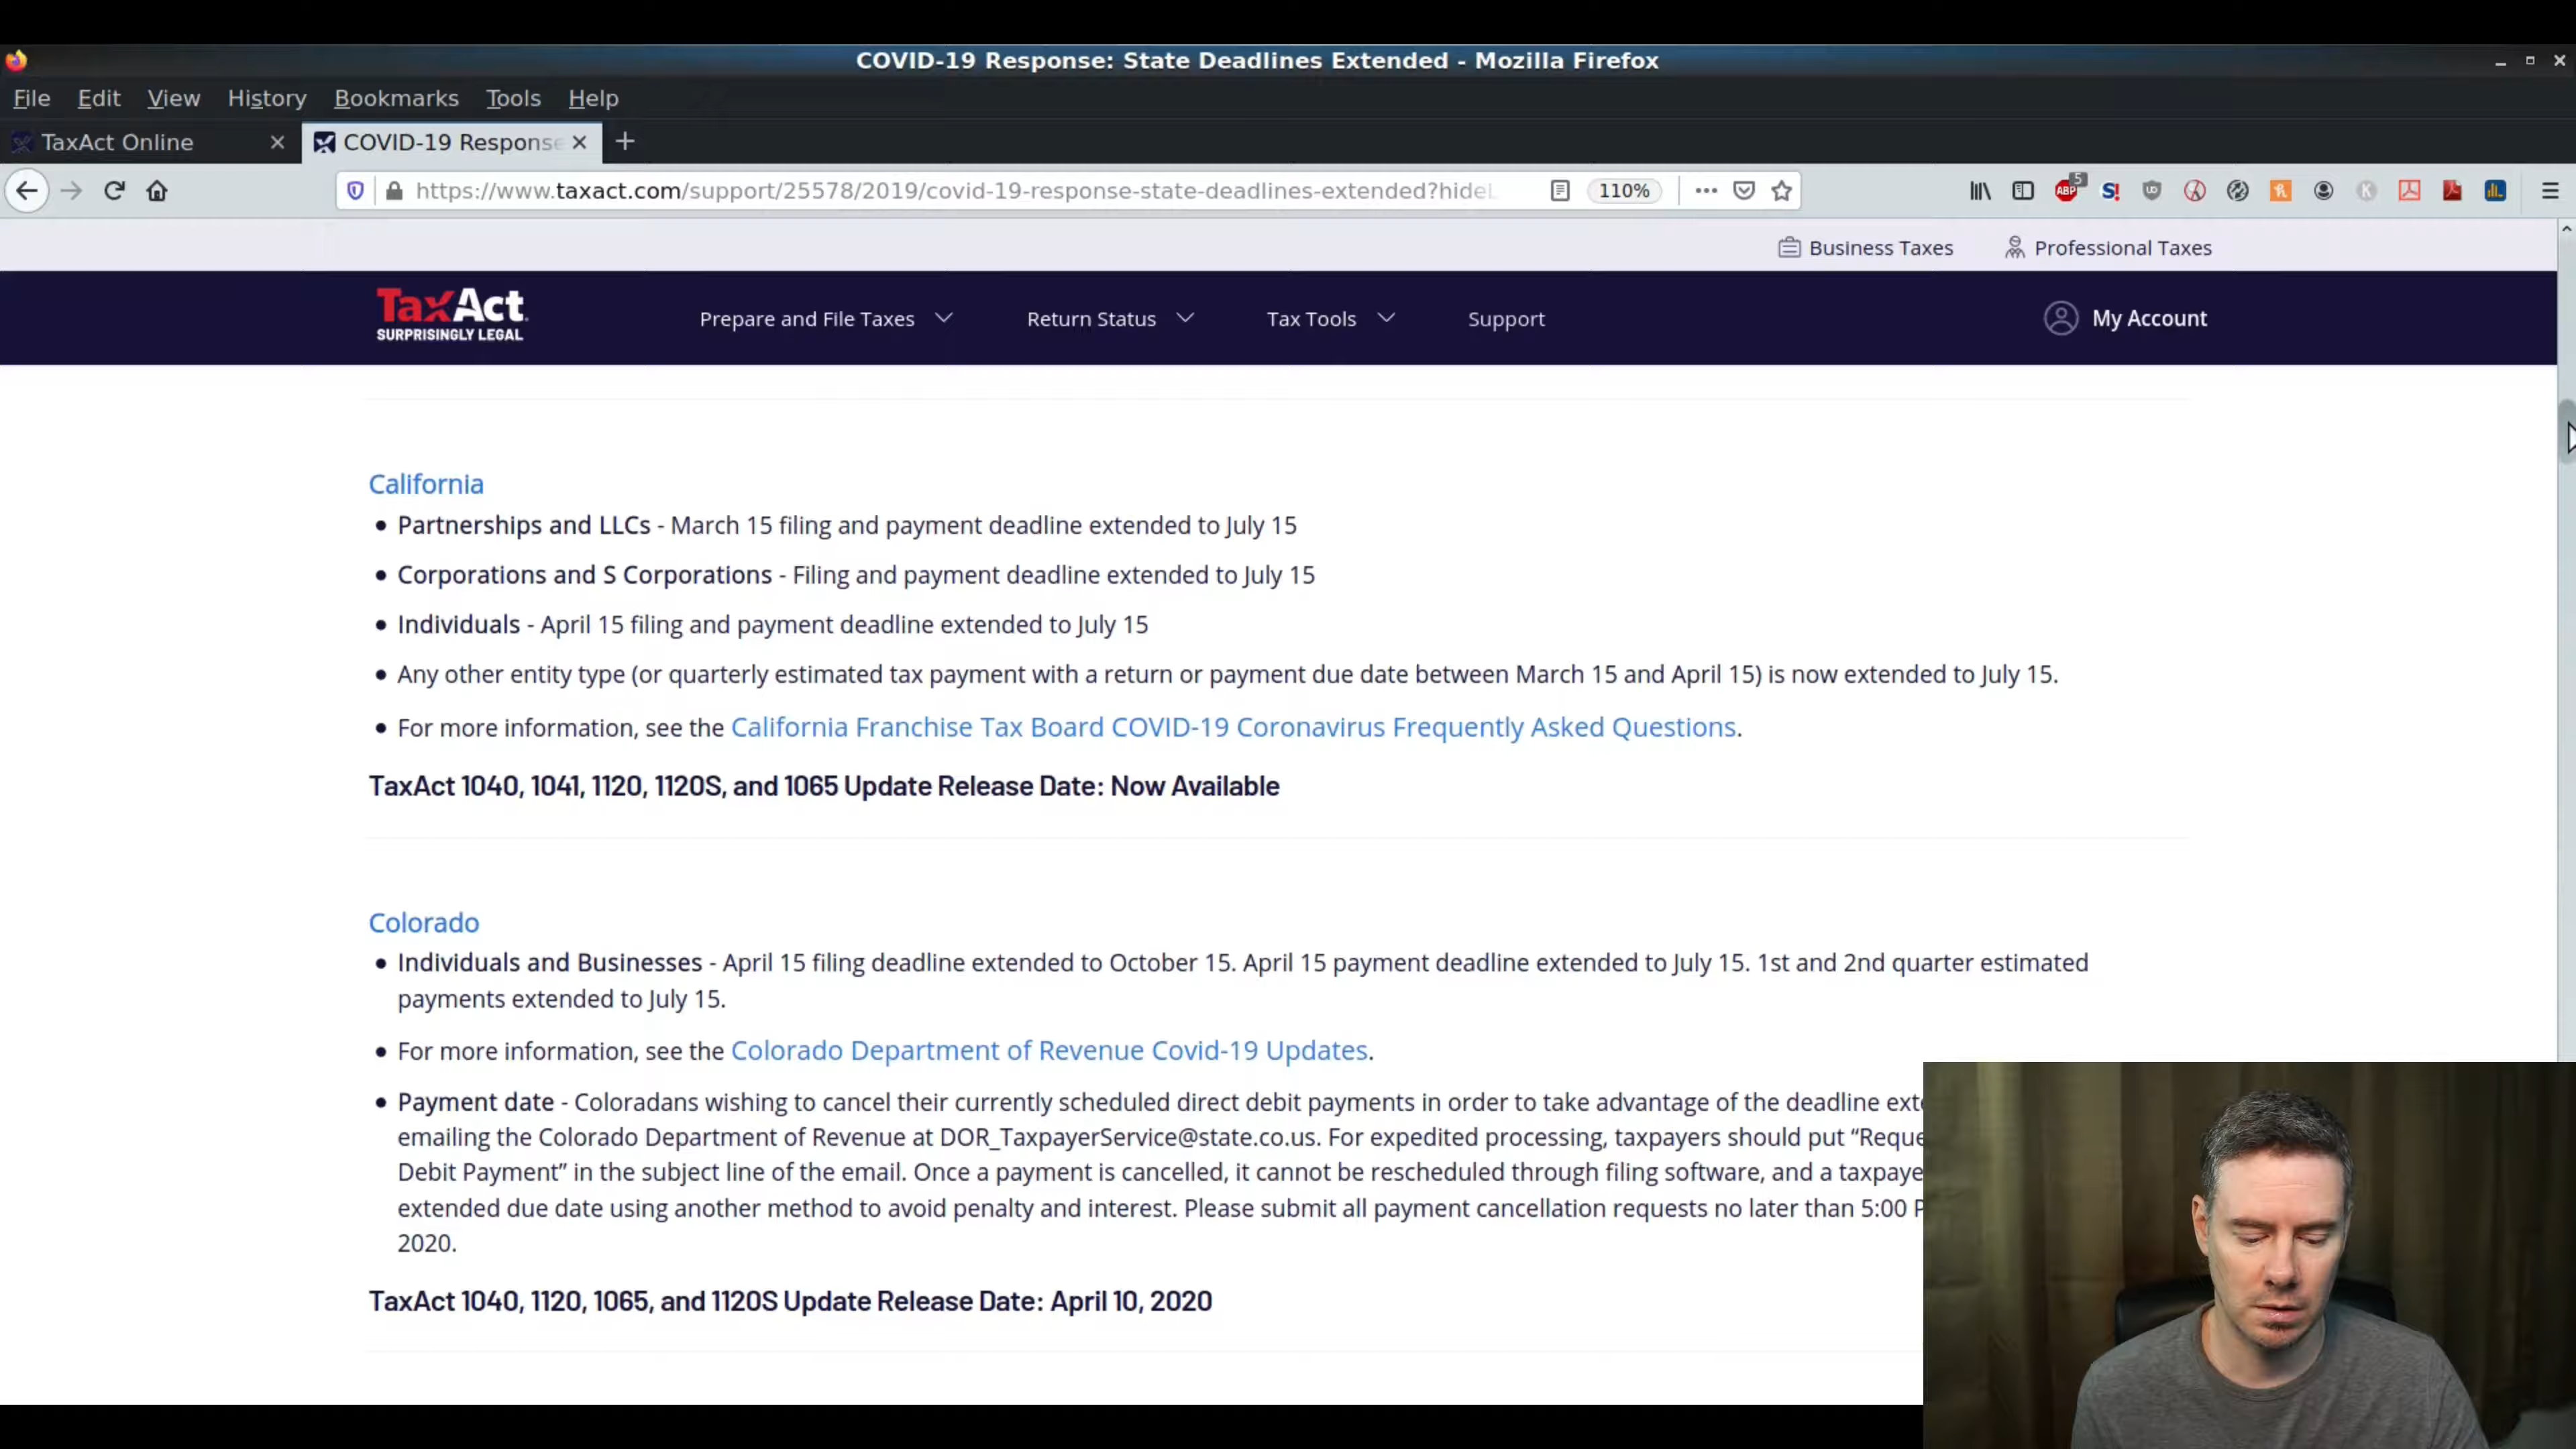 COVID-19 Response: State Deadlines Extended - Mozilla Firefox
File Edit View History Bookmarks Tools Help
TaxAct Online
COVID-19 Response
https://www.taxact.com/support/25578/2019/covid-19-response-state-deadlines-extended?hideL
110%
ABP 5
Business Taxes Professional Taxes
TaxAct
SURPRISINGLY LEGAL
Prepare and File Taxes Return Status Tax Tools Support My Account
California
• Partnerships and LLCs - March 15 filing and payment deadline extended to July 15
• Corporations and S Corporations - Filing and payment deadline extended to July 15
• Individuals - April 15 filing and payment deadline extended to July 15
• Any other entity type (or quarterly estimated tax payment with a return or payment due date between March 15 and April 15) is now extended to July 15.
• For more information, see the California Franchise Tax Board COVID-19 Coronavirus Frequently Asked Questions.
TaxAct 1040, 1041, 1120, 1120S, and 1065 Update Release Date: Now Available
Colorado
• Individuals and Businesses - April 15 filing deadline extended to October 15. April 15 payment deadline extended to July 15. 1st and 2nd quarter estimated
payments extended to July 15.
• For more information, see the Colorado Department of Revenue Covid-19 Updates.
• Payment date - Coloradans wishing to cancel their currently scheduled direct debit payments in order to take advantage of the deadline exte
emailing the Colorado Department of Revenue at DOR_TaxpayerService@state.co.us. For expedited processing, taxpayers should put “Reque
Debit Payment” in the subject line of the email. Once a payment is cancelled, it cannot be rescheduled through filing software, and a taxpaye
extended due date using another method to avoid penalty and interest. Please submit all payment cancellation requests no later than 5:00 P
2020.
TaxAct 1040, 1120, 1065, and 1120S Update Release Date: April 10, 2020